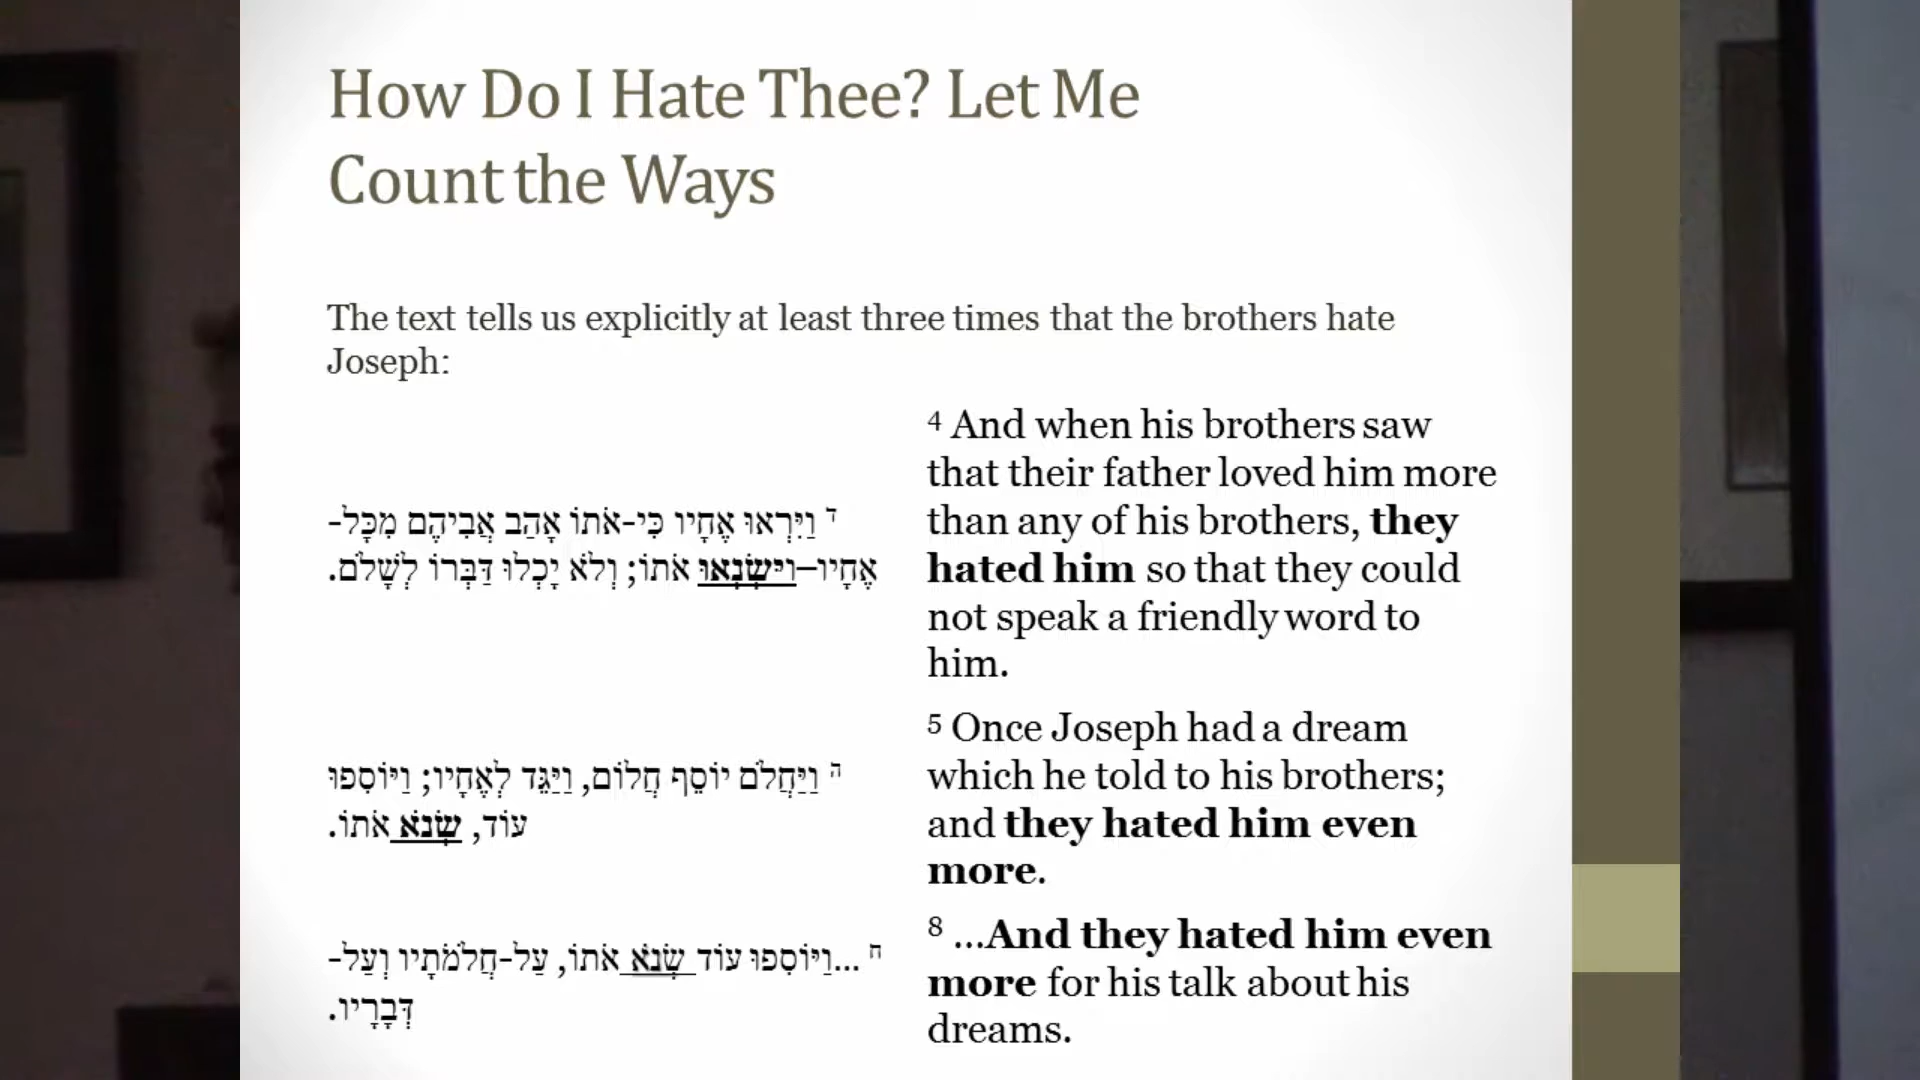 How Do I Hate Thee? Let Me
Count the Ways
The text tells us explicitly at least three times that the brothers hate
Joseph:
ד וַיִּרְאוּ אֶחָיו כִּי-אֹתוֹ אָהַב אֲבִיהֶם מִכָּל-
אֶחָיו–וישְׂנְאוּ אֹתוֹ; וְלֹא יָכְלוּ דַּבְּרוֹ לְשָׁלֹם.
4 And when his brothers saw
that their father loved him more
than any of his brothers, they
hated him so that they could
not speak a friendly word to
him.
ה וַיַּחֲלֹם יוֹסֵף חֲלוֹם, וַיַּגֵּד לְאֶחָיו; וַיּוֹסִפוּ
עוֹד, שְׂנֹא אֹתוֹ.
5 Once Joseph had a dream
which he told to his brothers;
and they hated him even
more.
ח ...וַיּוֹסִפוּ עוֹד שְׂנֹא אֹתוֹ, עַל-חֲלֹמֹתָיו וְעַל-
דְּבָרָיו.
8 ...And they hated him even
more for his talk about his
dreams.